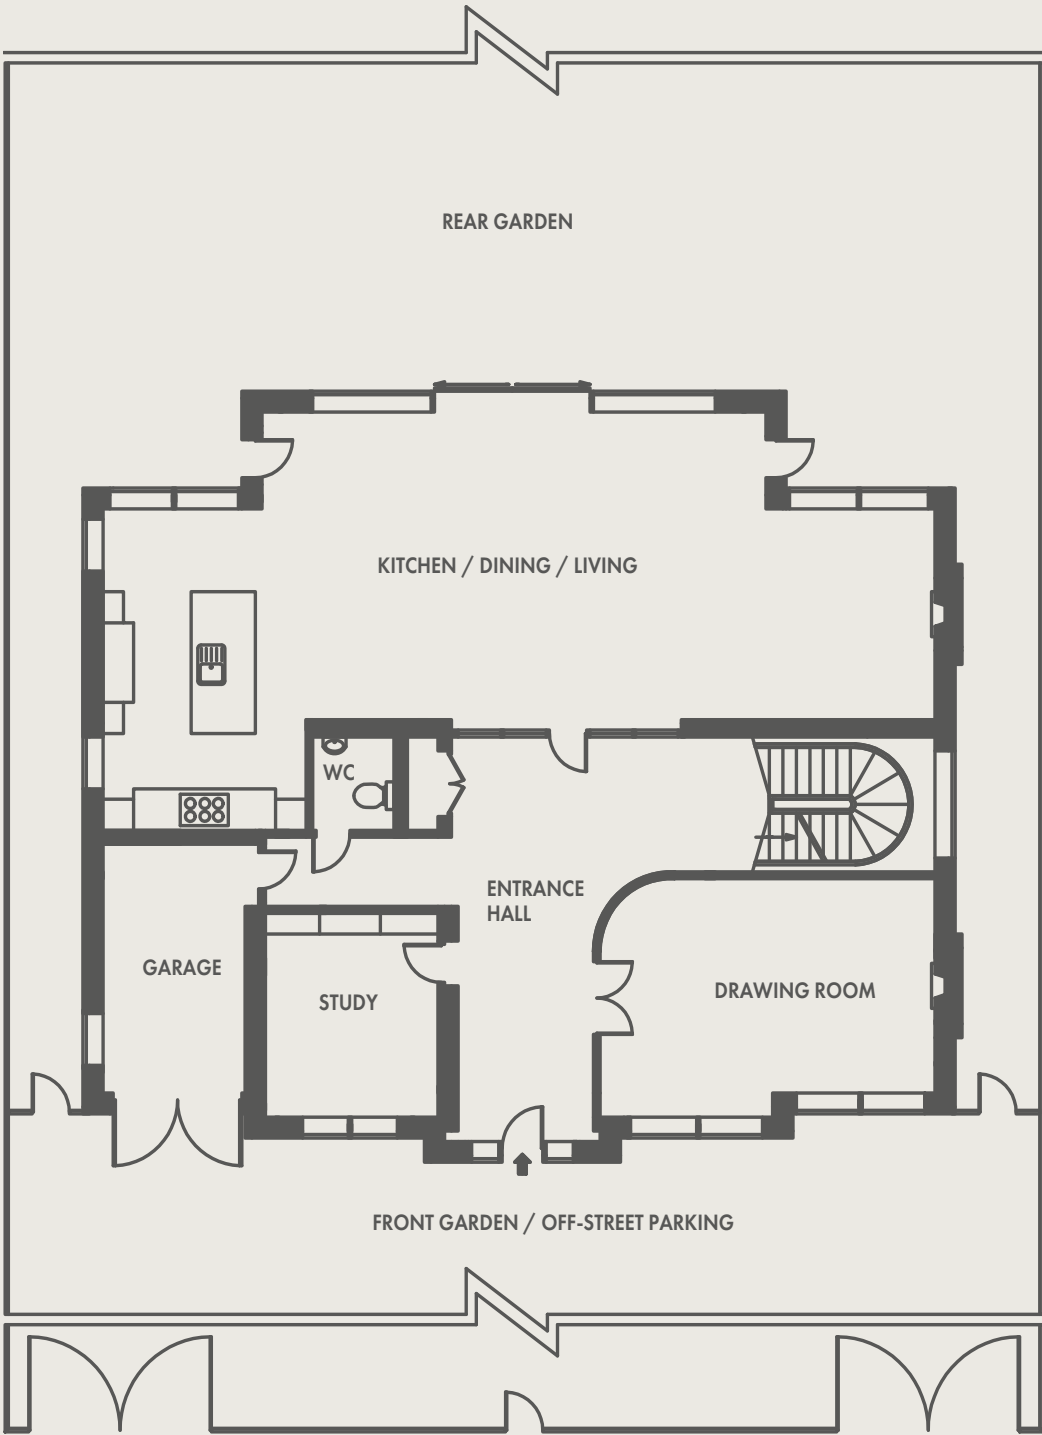 REAR GARDEN
KITCHEN / DINING / LIVING
WC
ENTRANCE
HALL
GARAGE
STUDY
DRAWING ROOM
FRONT GARDEN / OFF-STREET PARKING